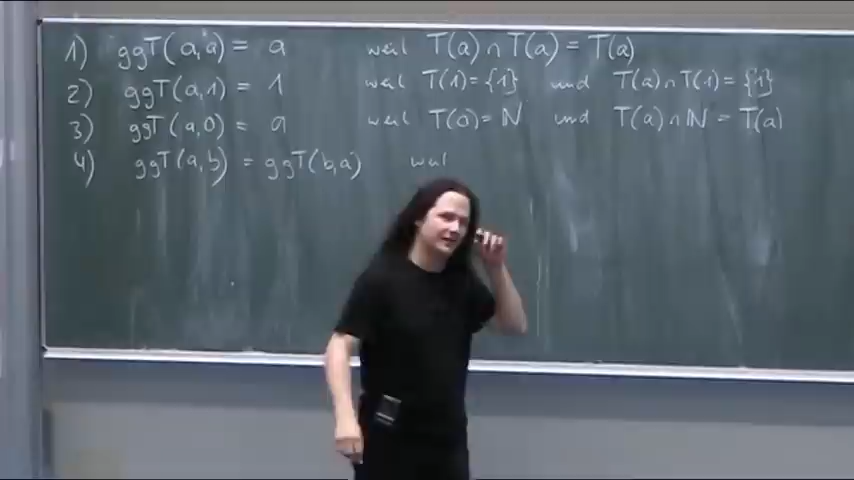 1) ggT(a,a) = a weil T(a) ∩ T(a) = T(a)
2) ggT(a,1) = 1 weil T(1) = {1} und T(a) ∩ T(1) = {1}
3) ggT(a,0) = a weil T(0) = ℕ und T(a) ∩ ℕ = T(a)
4) ggT(a,b) = ggT(b,a) weil